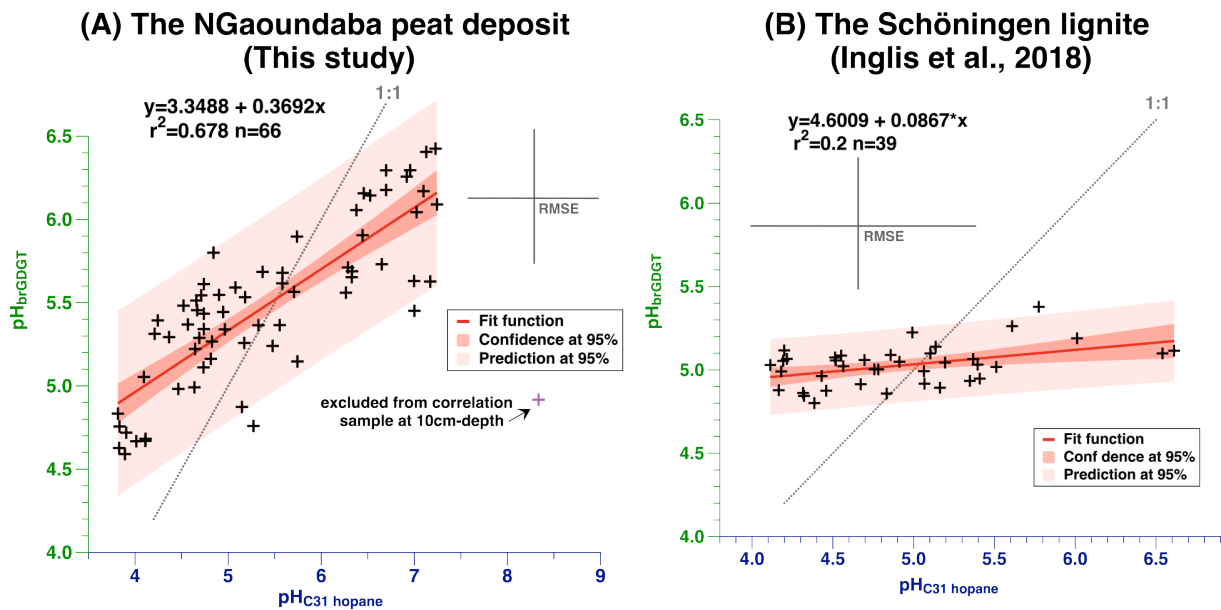 (A) The NGaoundaba peat deposit
(This study)
y=3.3488 + 0.3692x
r²=0.678 n=66
1:1
RMSE
Fit function
Confidence at 95%
Prediction at 95%
excluded from correlation
sample at 10cm-depth
6.5
6.0
5.5
5.0
4.5
4.0
pHbrGDGT
4 5 6 7 8 9
pHC31 hopane
(B) The Schöningen lignite
(Inglis et al., 2018)
y=4.6009 + 0.0867*x
r²=0.2 n=39
1:1
RMSE
Fit function
Conf dence at 95%
Prediction at 95%
6.5
6.0
5.5
5.0
4.5
4.0
pHbrGDGT
4.0 4.5 5.0 5.5 6.0 6.5
pHC31 hopane